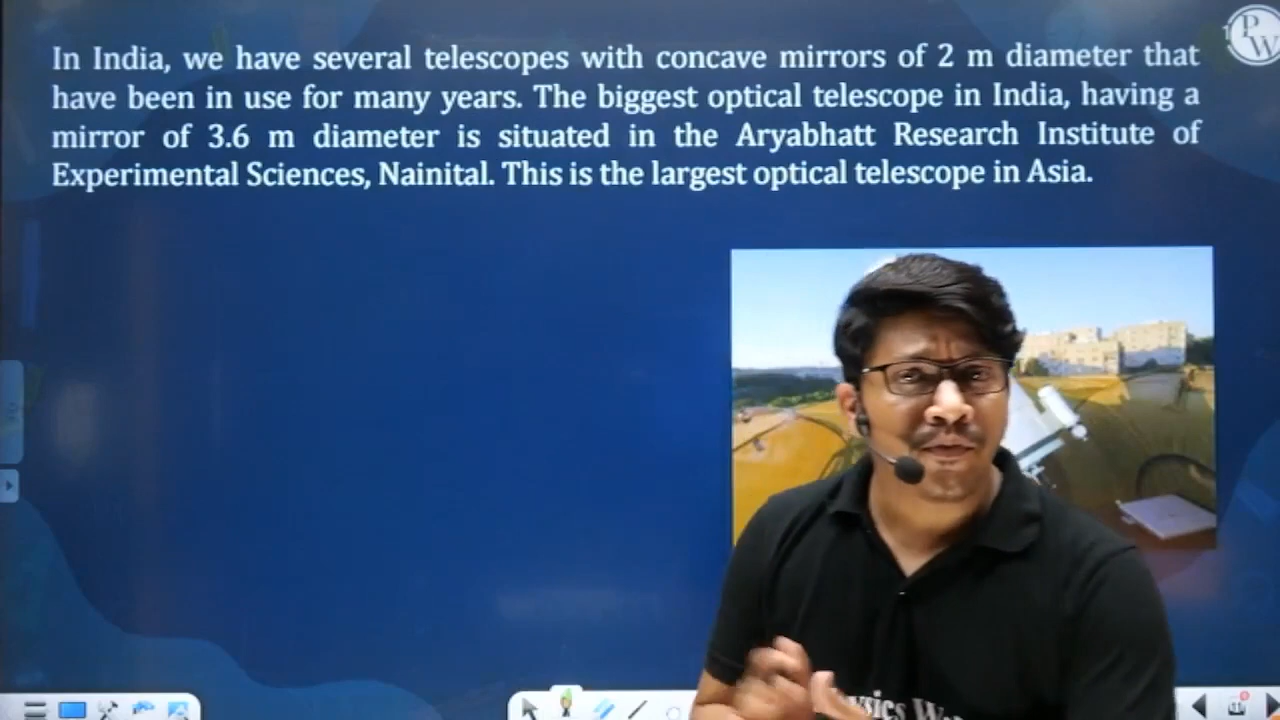 In India, we have several telescopes with concave mirrors of 2 m diameter that
have been in use for many years. The biggest optical telescope in India, having a
mirror of 3.6 m diameter is situated in the Aryabhatt Research Institute of
Experimental Sciences, Nainital. This is the largest optical telescope in Asia.
P
W